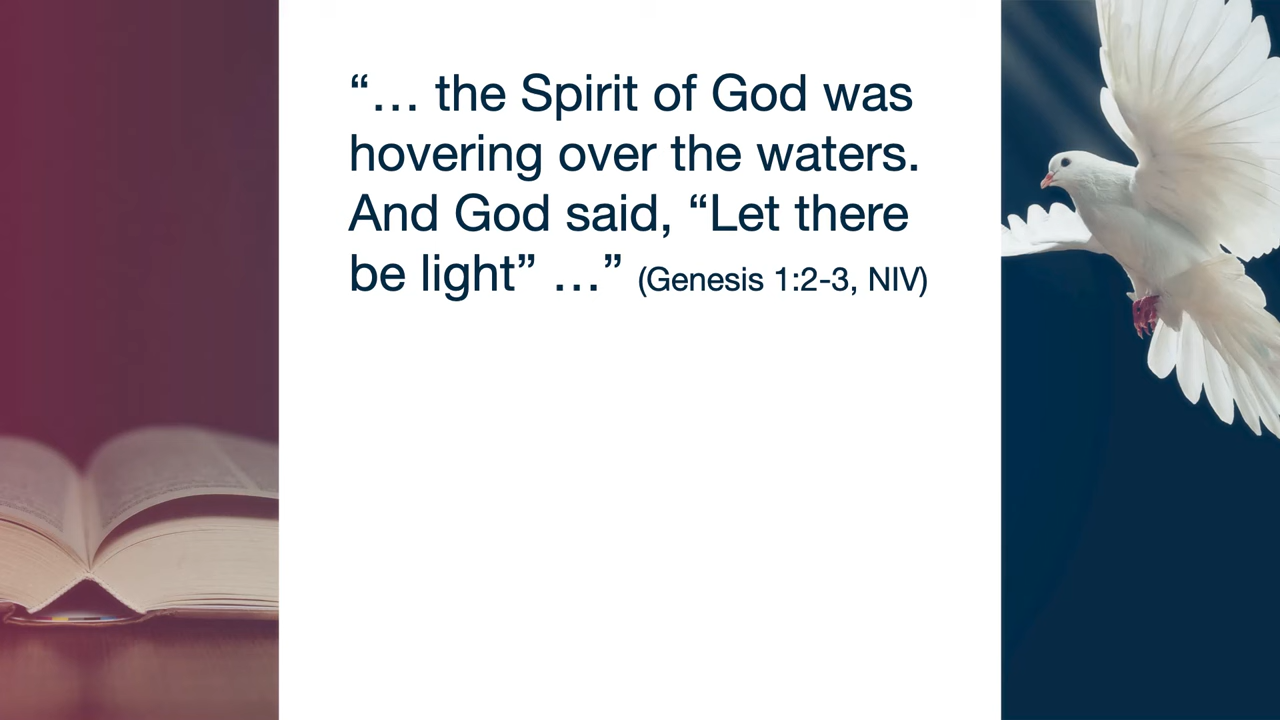 “… the Spirit of God was
hovering over the waters.
And God said, “Let there
be light” …” (Genesis 1:2-3, NIV)